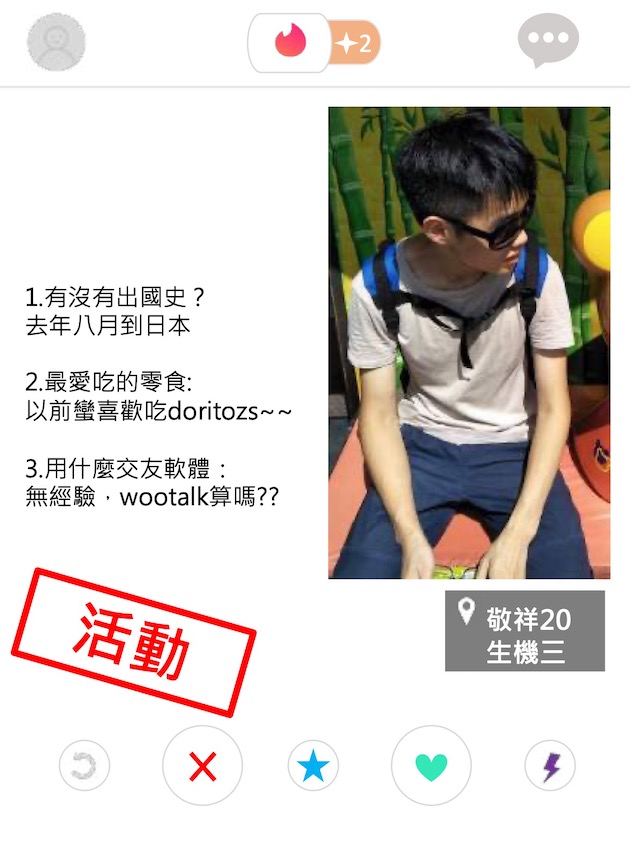 2
1.有沒有出國史？
去年八月到日本
2.最愛吃的零食:
以前蠻喜歡吃doritozs~~
3.用什麼交友軟體：
無經驗，wootalk算嗎??
活動
敬祥20
生機三